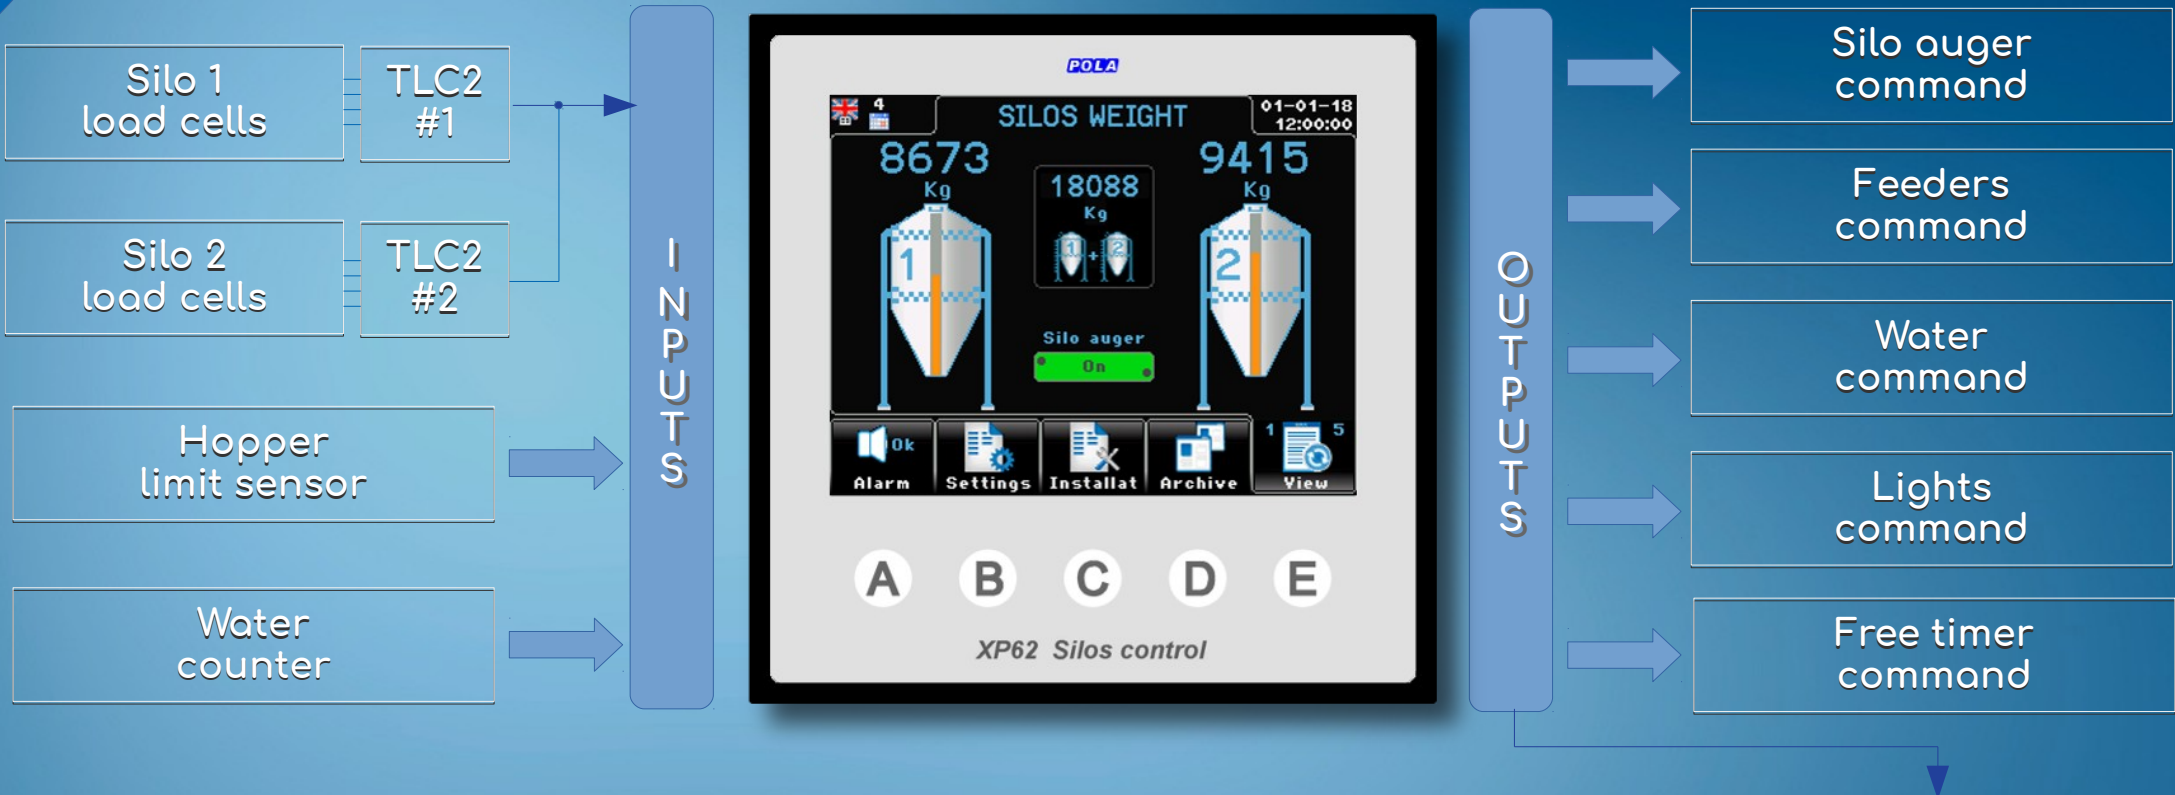 Silo 1
load cells
TLC2
#1
Silo 2
load cells
TLC2
#2
Hopper
limit sensor
Water
counter
INPUTS
POLA
4
SILOS WEIGHT
01-01-18
12:00:00
8673
Kg
18088
Kg
9415
Kg
1
1 + 2
2
Silo auger
On
Ok
Alarm
Settings
Installat
Archive
1 5
View
A B C D E
XP62 Silos control
OUTPUTS
Silo auger
command
Feeders
command
Water
command
Lights
command
Free timer
command